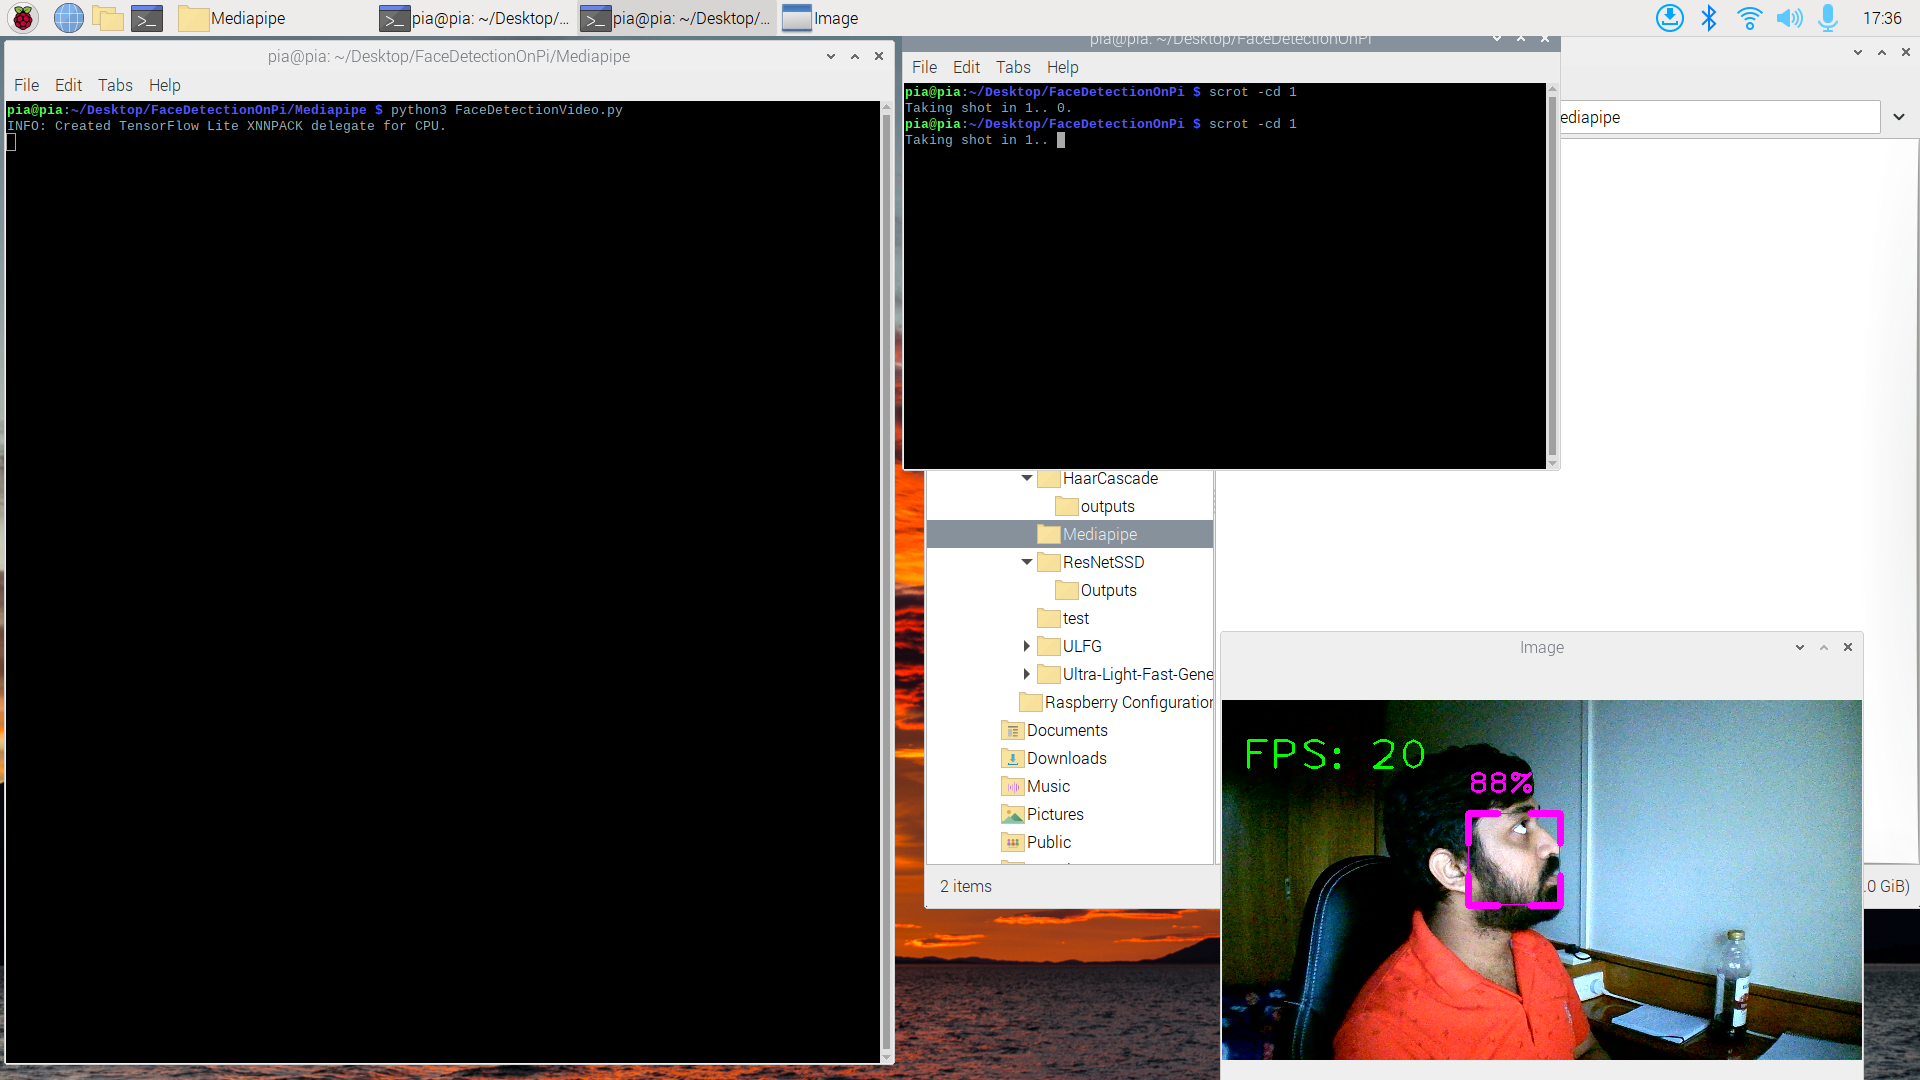 Mediapipe
pia@pia: ~/Desktop/...
pia@pia: ~/Desktop/...
Image
17:36
pia@pia: ~/Desktop/FaceDetectionOnPi/Mediapipe
File Edit Tabs Help
pia@pia:~/Desktop/FaceDetectionOnPi/Mediapipe $ python3 FaceDetectionVideo.py
INFO: Created TensorFlow Lite XNNPACK delegate for CPU.
pia@pia: ~/Desktop/FaceDetectionOnPi
File Edit Tabs Help
pia@pia:~/Desktop/FaceDetectionOnPi $ scrot -cd 1
Taking shot in 1.. 0.
pia@pia:~/Desktop/FaceDetectionOnPi $ scrot -cd 1
Taking shot in 1..
ediapipe
HaarCascade
outputs
Mediapipe
ResNetSSD
Outputs
test
ULFG
Ultra-Light-Fast-Gene
Raspberry Configuration
Documents
Downloads
Music
Pictures
Public
2 items
.0 GiB)
Image
FPS: 20
88%